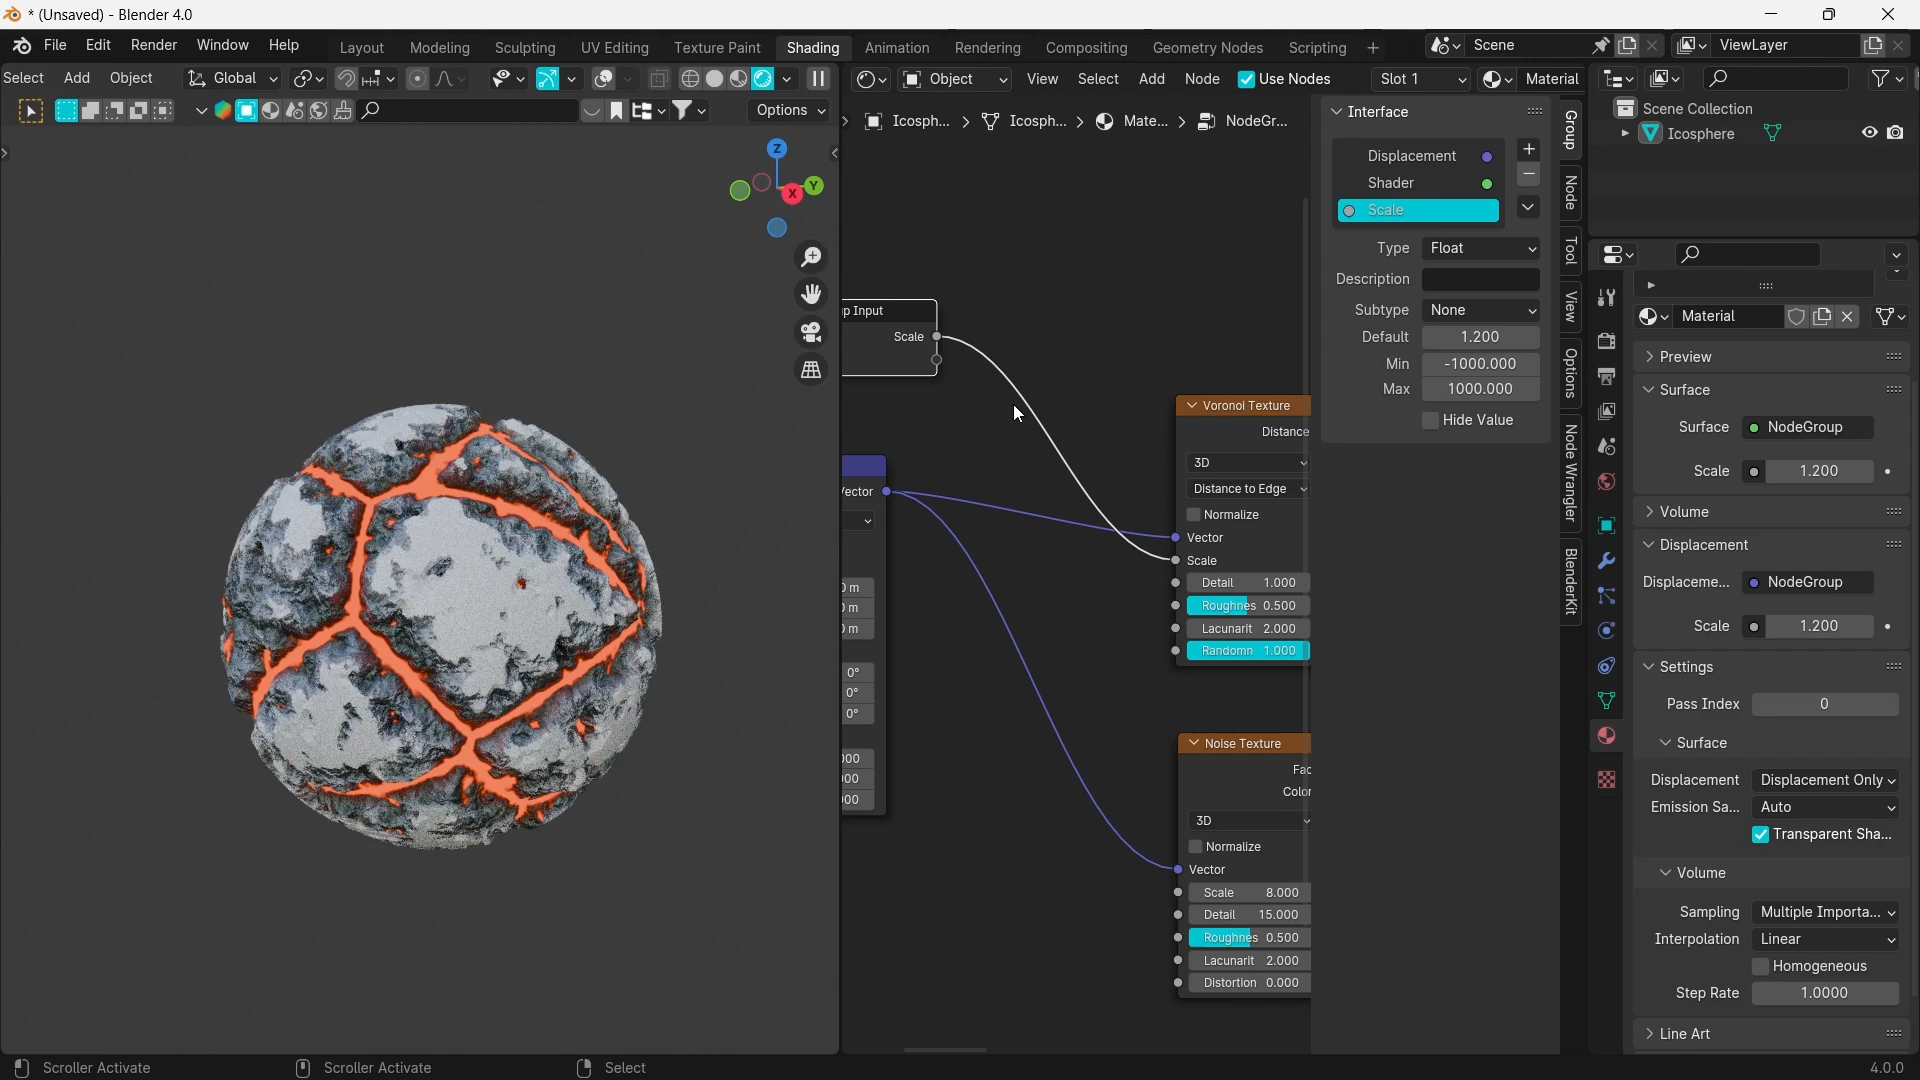 * (Unsaved) - Blender 4.0
File Edit Render Window Help
Layout Modeling Sculpting UV Editing Texture Paint Shading Animation Rendering Compositing Geometry Nodes Scripting +
Scene
ViewLayer
Select Add Object
Global
Object
View Select Add Node
Use Nodes
Slot 1
Material
Options
Icosph... > Icosph... > Mate... > NodeGr...
Z
Y
X
Interface
Displacement
Shader
Scale
Type Float
Description
Subtype None
Default 1.200
Min -1000.000
Max 1000.000
Hide Value
Group
Node
Tool
View
Options
Node Wrangler
BlenderKit
p Input
Scale
Vector
0 m
0 m
0 m
0°
0°
0°
000
000
000
Voronoi Texture
Distance
3D
Distance to Edge
Normalize
Vector
Scale
Detail 1.000
Roughnes 0.500
Lacunarit 2.000
Randomn 1.000
Noise Texture
Fac
Color
3D
Normalize
Vector
Scale 8.000
Detail 15.000
Roughnes 0.500
Lacunarit 2.000
Distortion 0.000
Scene Collection
Icosphere
Material
Preview
Surface
Surface NodeGroup
Scale 1.200
Volume
Displacement
Displaceme... NodeGroup
Scale 1.200
Settings
Pass Index 0
Surface
Displacement Displacement Only
Emission Sa... Auto
Transparent Sha...
Volume
Sampling Multiple Importa...
Interpolation Linear
Homogeneous
Step Rate 1.0000
Line Art
Scroller Activate
Scroller Activate
Select
4.0.0